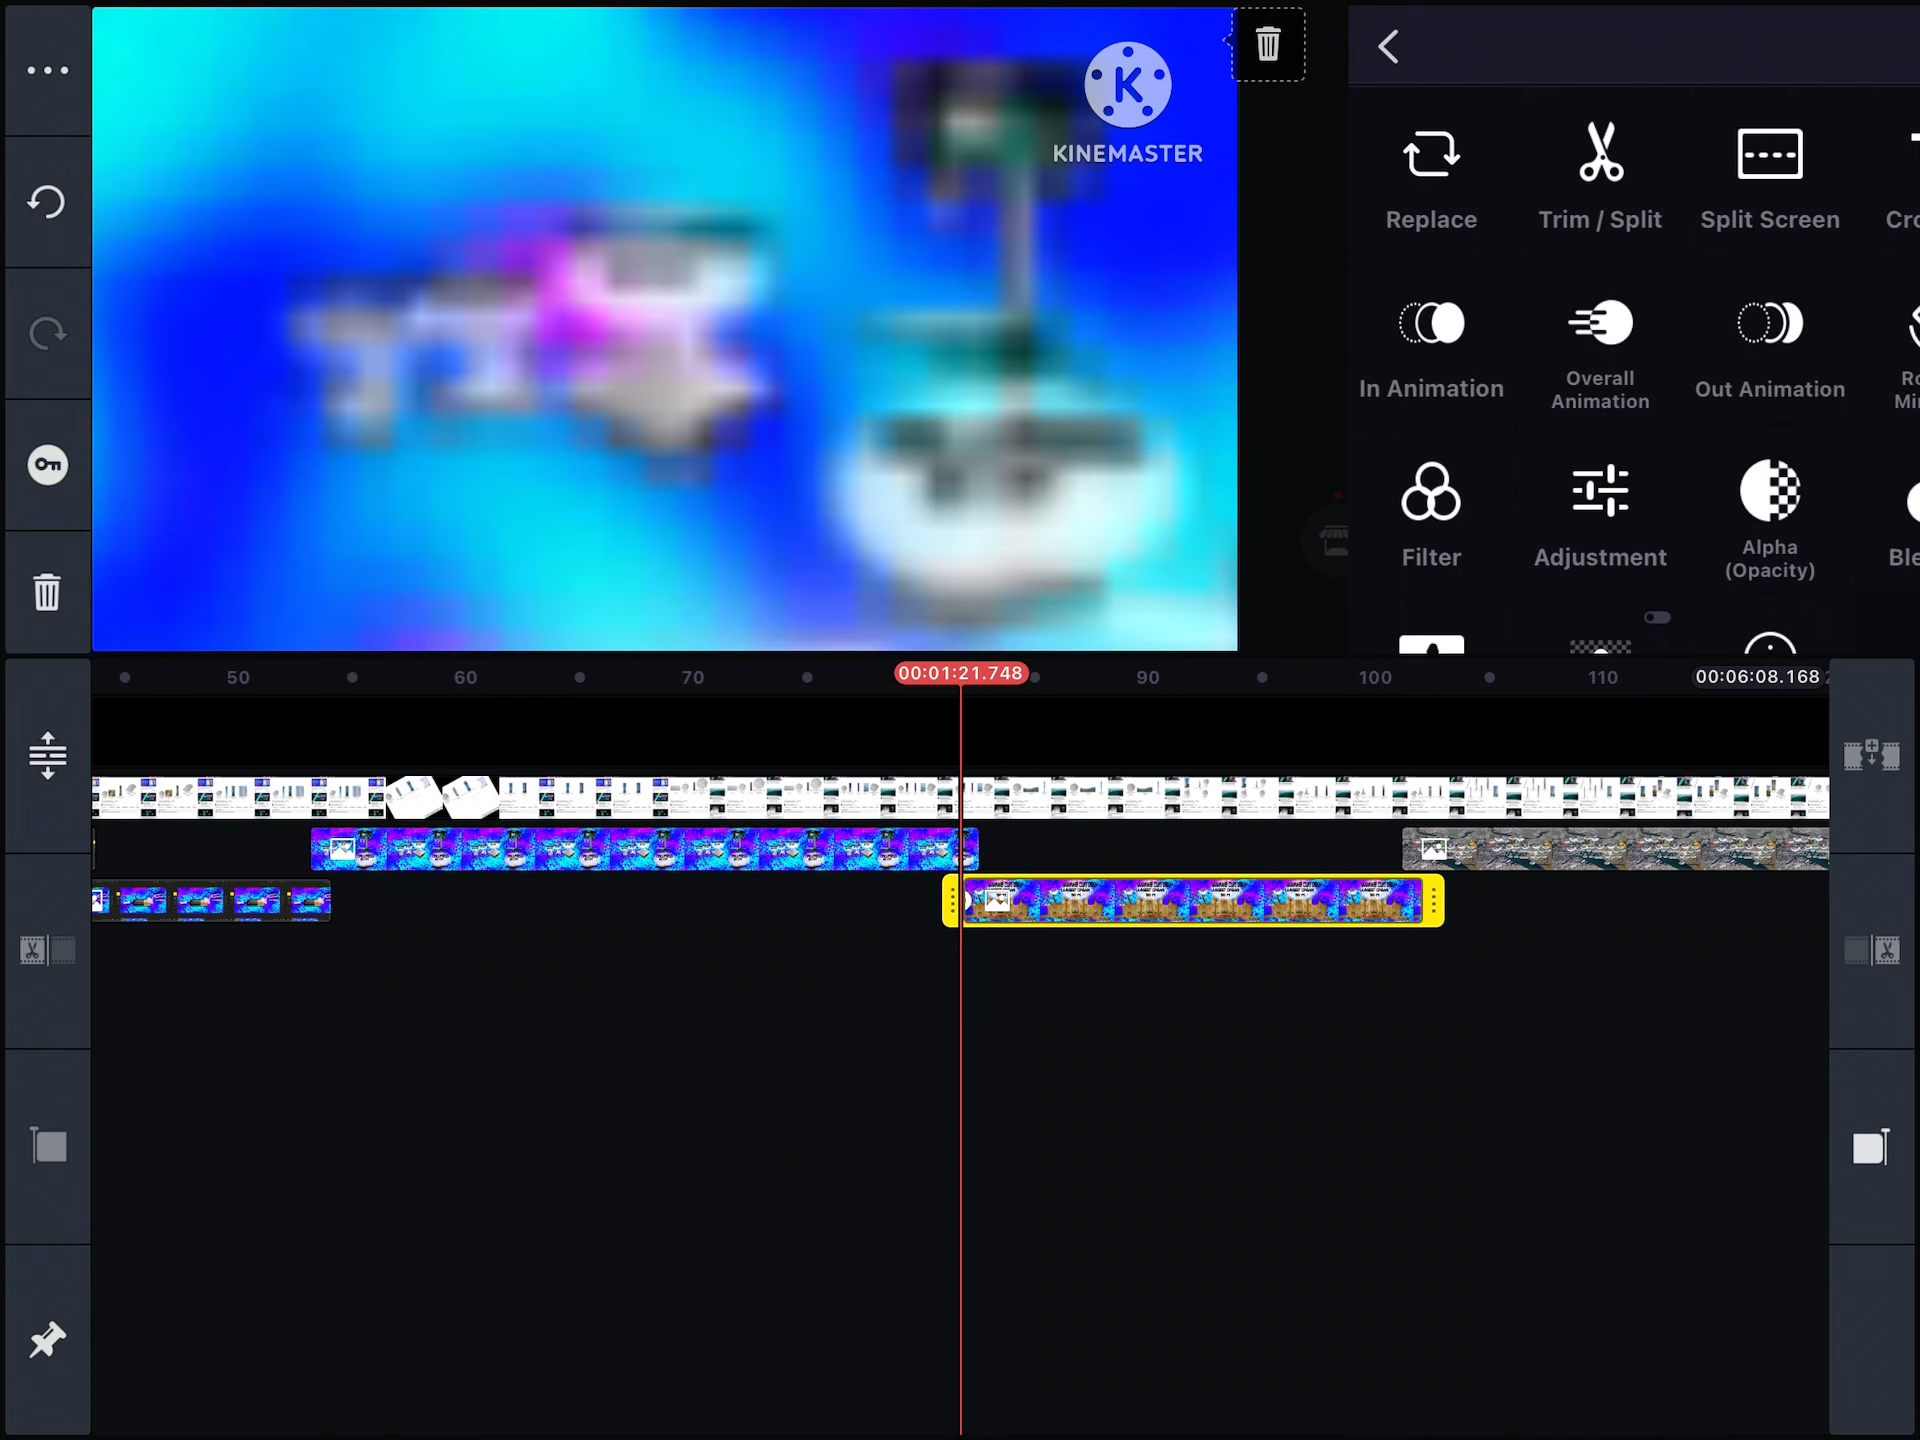 K
KINEMASTER
Replace
Trim / Split
Split Screen
In Animation
Overall
Animation
Out Animation
Filter
Adjustment
Alpha
(Opacity)
50
60
70
00:01:21.748
90
100
110
00:06:08.168